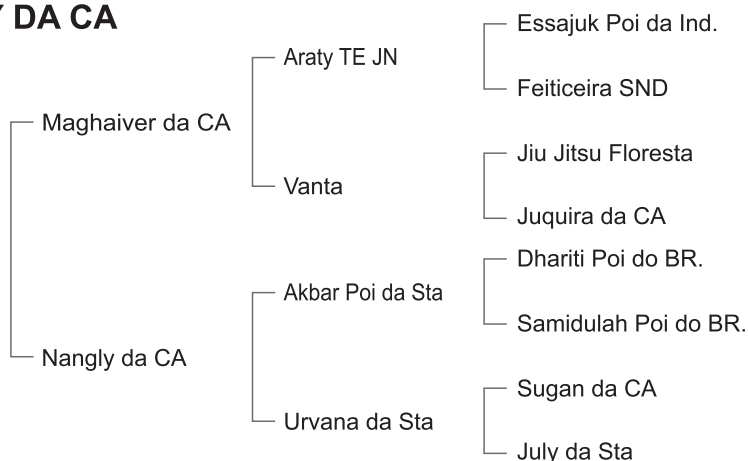 DA CA
Essajuk Poi da Ind.
Araty TE JN
Feiticeira SND
Maghaiver da CA
Jiu Jitsu Floresta
Vanta
Juquira da CA
Dhariti Poi do BR.
Akbar Poi da Sta
Samidulah Poi do BR.
Nangly da CA
Sugan da CA
Urvana da Sta
July da Sta